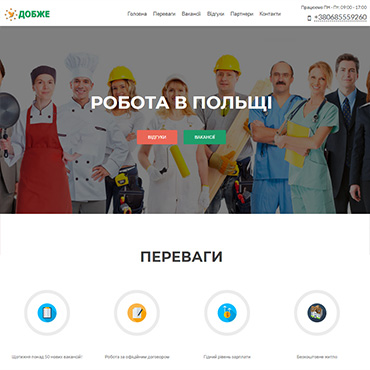 ДОБЖЕ
Головна Переваги Вакансії Відгуки Партнери Контакти
Працюємо ПН - ПТ: 09:00 - 17:00
+380685559260
РОБОТА В ПОЛЬЩІ
ВІДГУКИ
ВАКАНСІЇ
ПЕРЕВАГИ
Щотижня понад 50 нових вакансій!
Робота за офіційним договором
Гідний рівень зарплати
Безкоштовне житло